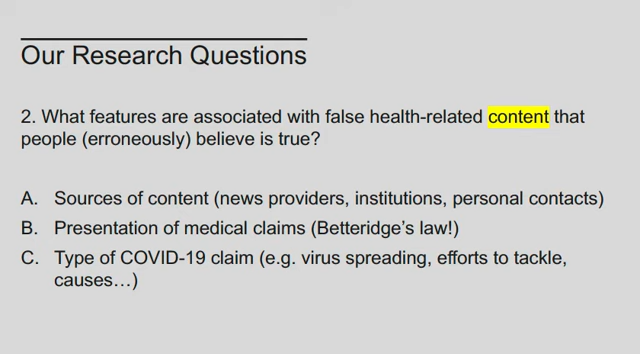 Our Research Questions
2. What features are associated with false health-related content that
people (erroneously) believe is true?
A. Sources of content (news providers, institutions, personal contacts)
B. Presentation of medical claims (Betteridge's law!)
C. Type of COVID-19 claim (e.g. virus spreading, efforts to tackle,
causes…)